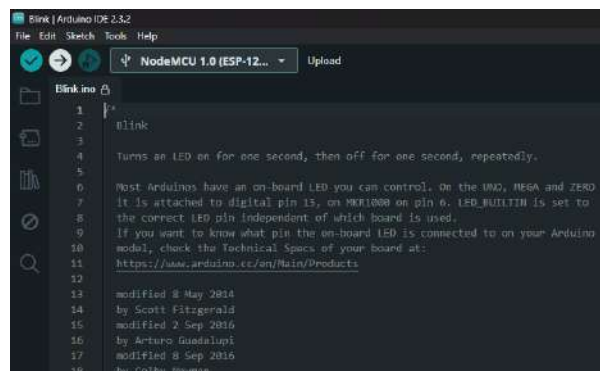 Blink | Arduino IDE 2.3.2
File Edit Sketch Tools Help
NodeMCU 1.0 (ESP-12... Upload
Blink.ino
1 /*
2 Blink
3
4 Turns an LED on for one second, then off for one second, repeatedly.
5
6 Most Arduinos have an on-board LED you can control. On the UNO, MEGA and ZERO
7 it is attached to digital pin 13, on MKR1000 on pin 6. LED_BUILTIN is set to
8 the correct LED pin independent of which board is used.
9 If you want to know what pin the on-board LED is connected to on your Arduino
10 model, check the Technical Specs of your board at:
11 https://www.arduino.cc/en/Main/Products
12
13 modified 8 May 2014
14 by Scott Fitzgerald
15 modified 2 Sep 2016
16 by Arturo Guadalupi
17 modified 8 Sep 2016
18 by Colby Newman